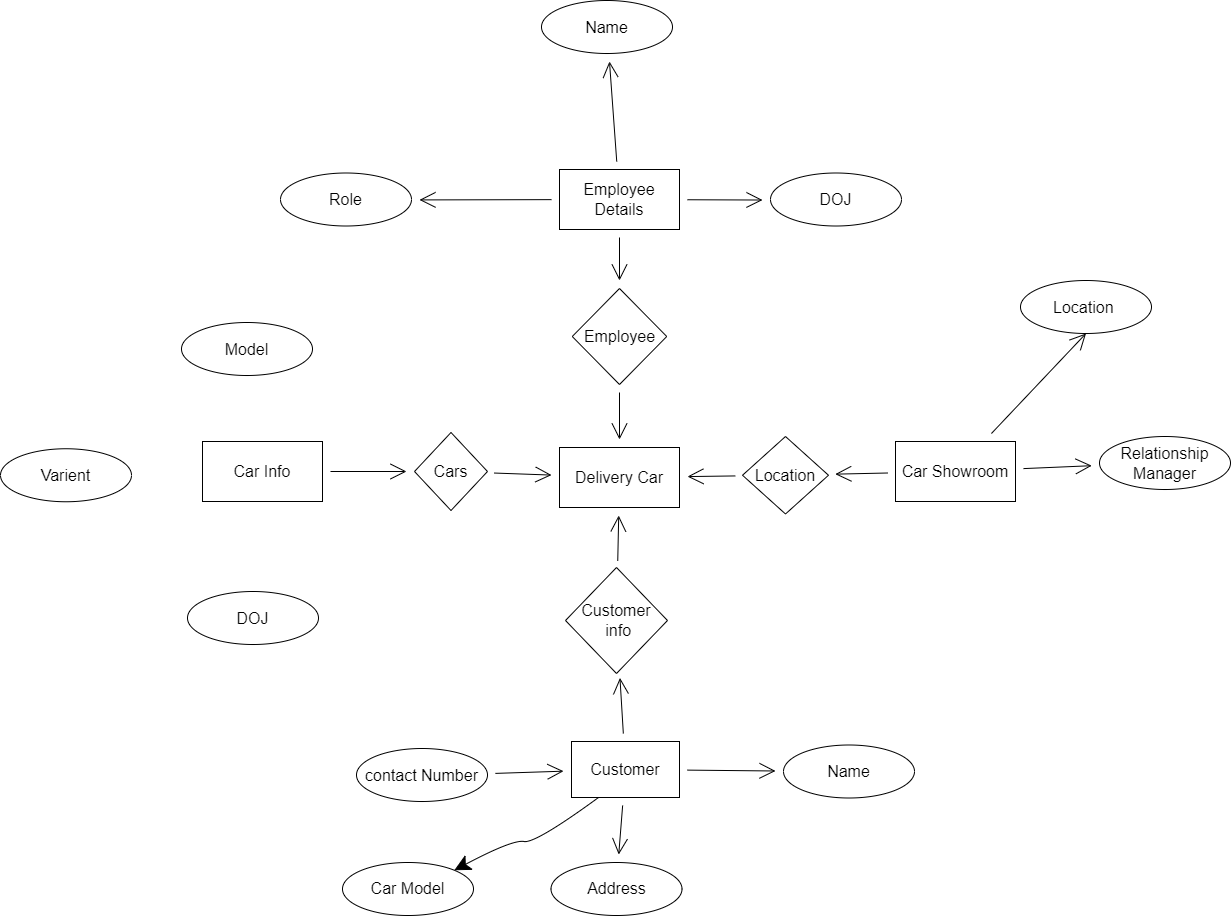 Name
Employee
Details
Role
DOJ
Location
Employee
Model
Car Info
Cars
Delivery Car
Location
Car Showroom
Relationship
Manager
Varient
DOJ
Customer
info
contact Number
Customer
Name
Car Model
Address